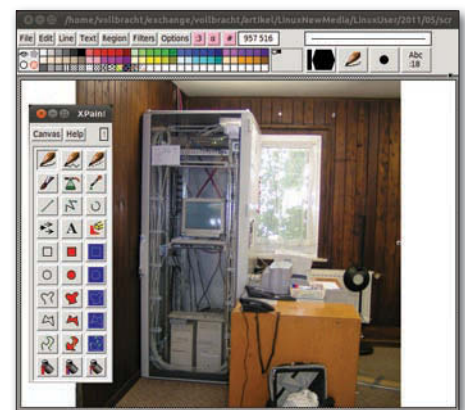 /home/vollbracht/exchange/vollbracht/artikel/LinuxNewMedia/LinuxUser/2011/05/scr
File Edit Line Text Region Filters Options 3 a # 957 516
Abc
:18
XPaint
Canvas Help !
A